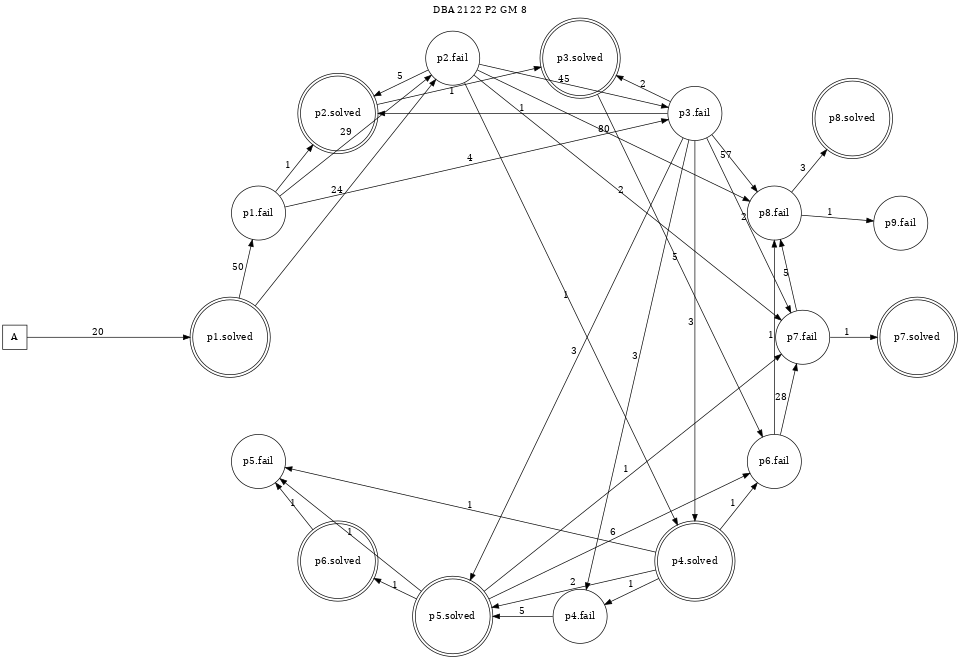 DBA 2122 P2 GM 8
p2.fail
p3.solved
5
45
2
1
p2.solved
1
p3.fail
p8.solved
29
80
1
4
57
3
24
2
p1.fail
p8.fail
1
2
p9.fail
50
5
5
1
3
20
A
p1.solved
1
p7.fail
1
p7.solved
3
3
28
p5.fail
1
p6.fail
1
1
1
1
6
p6.solved
p4.solved
1
2
1
p5.solved
5
p4.fail